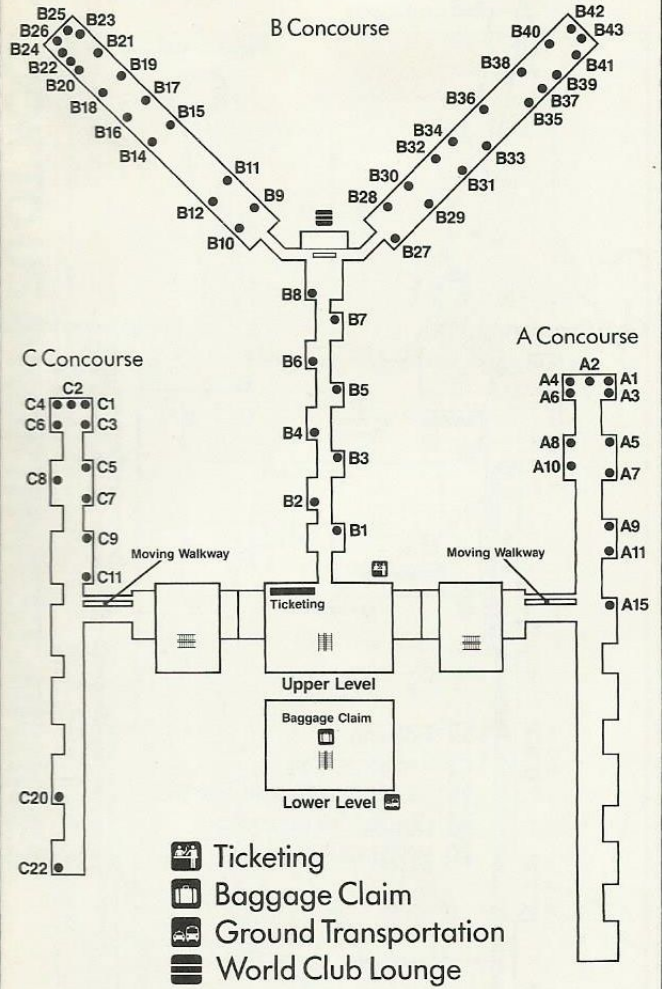 B Concourse
B25
B23
B26
B21
B24
B19
B22
B17
B20
B15
B18
B16
B14
B11
B9
B12
B10
B42
B43
B40
B41
B38
B39
B37
B36
B35
B34
B33
B32
B31
B30
B29
B28
B27
B8
B7
B6
B5
B4
B3
B2
B1
C Concourse
C2
C4
C1
C6
C3
C5
C8
C7
C9
C11
Moving Walkway
C20
C22
A Concourse
A2
A4
A1
A6
A3
A8
A5
A10
A7
A9
A11
Moving Walkway
A15
Ticketing
Upper Level
Baggage Claim
Lower Level
Ticketing
Baggage Claim
Ground Transportation
World Club Lounge